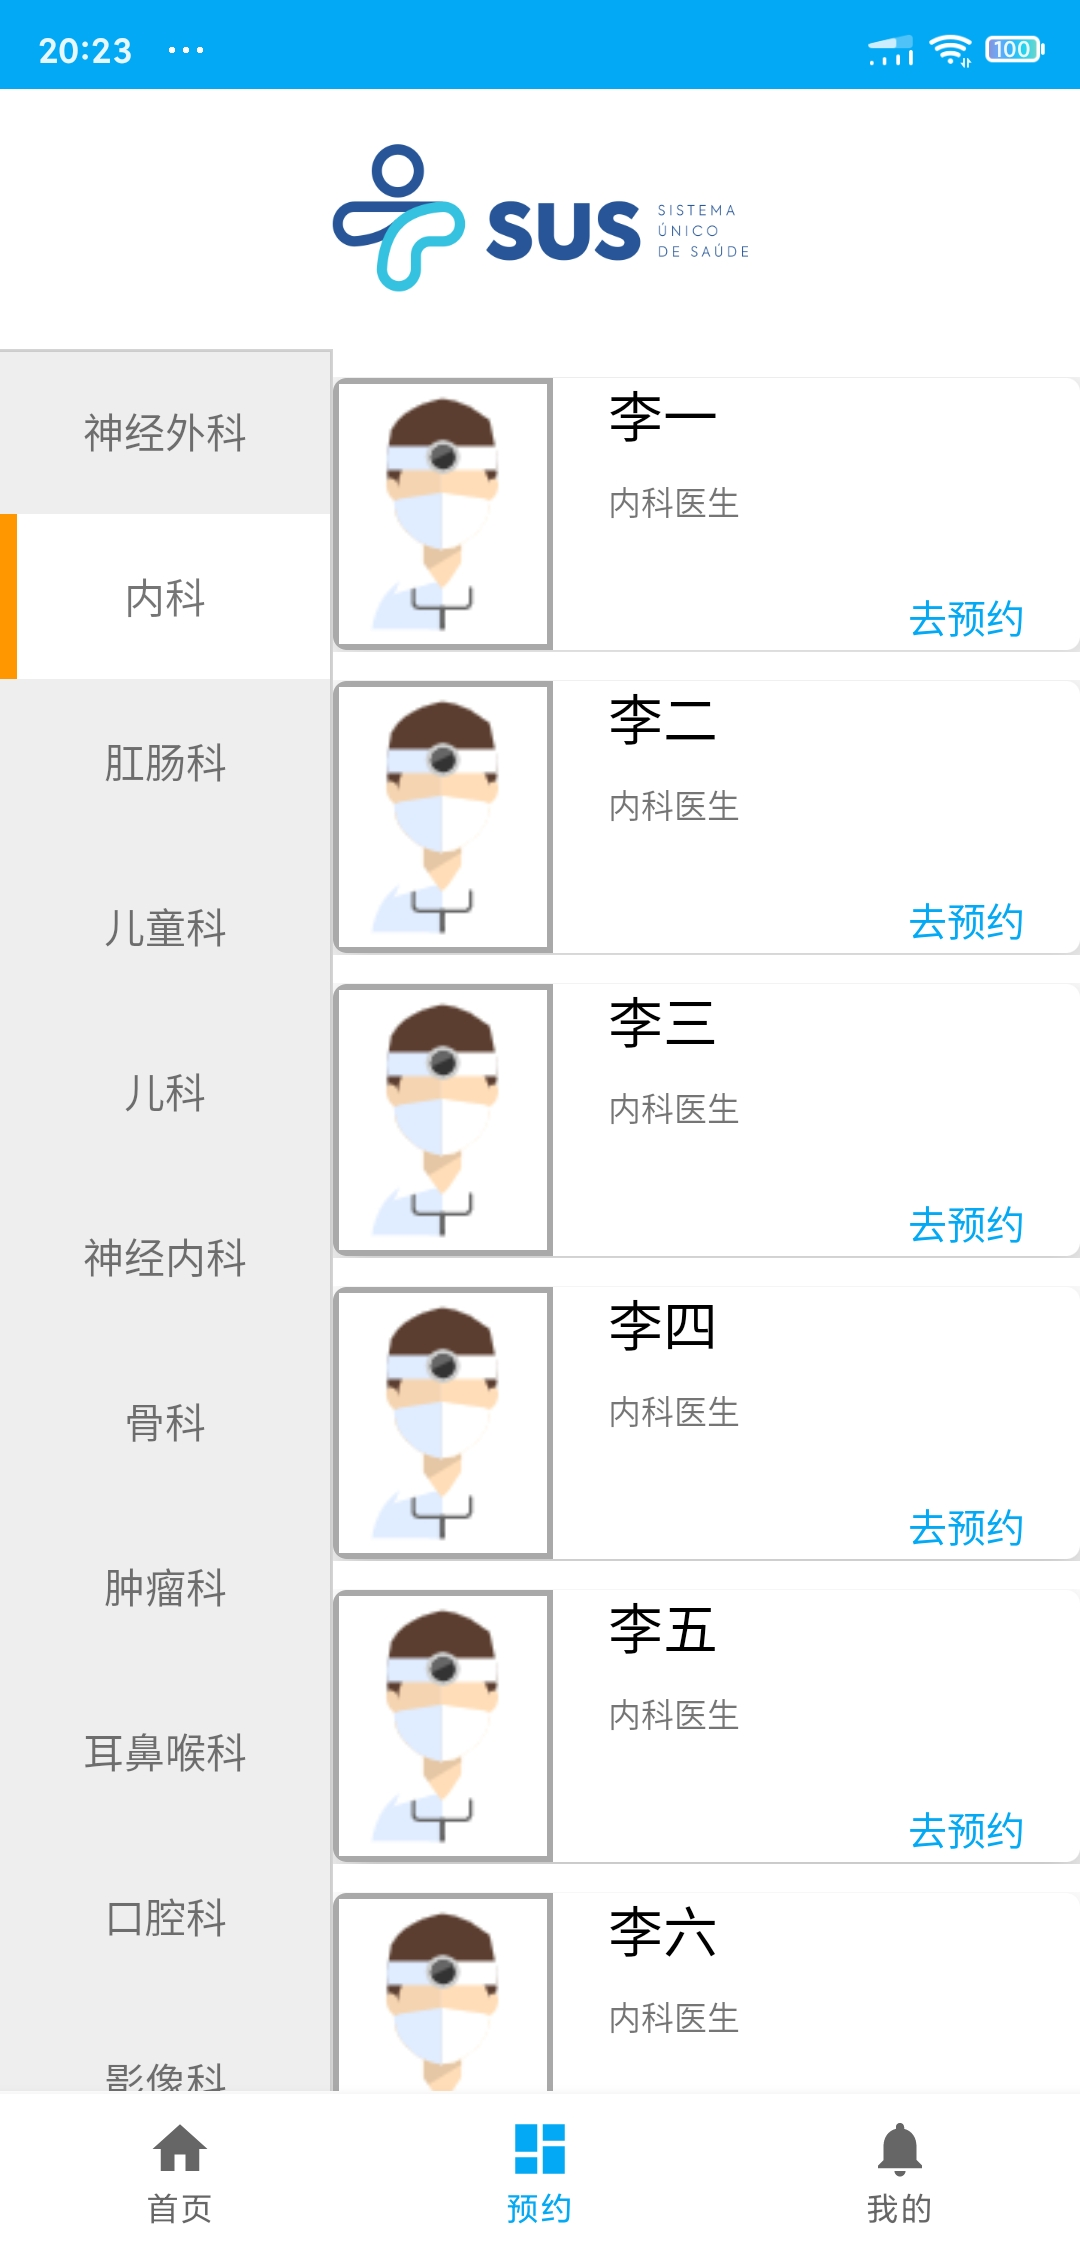 20:23 ...
100
SUS
SISTEMA
ÚNICO
DE SAÚDE
神经外科
内科
肛肠科
儿童科
儿科
神经内科
骨科
肿瘤科
耳鼻喉科
口腔科
影像科
李一
内科医生
去预约
李二
内科医生
去预约
李三
内科医生
去预约
李四
内科医生
去预约
李五
内科医生
去预约
李六
内科医生
首页
预约
我的